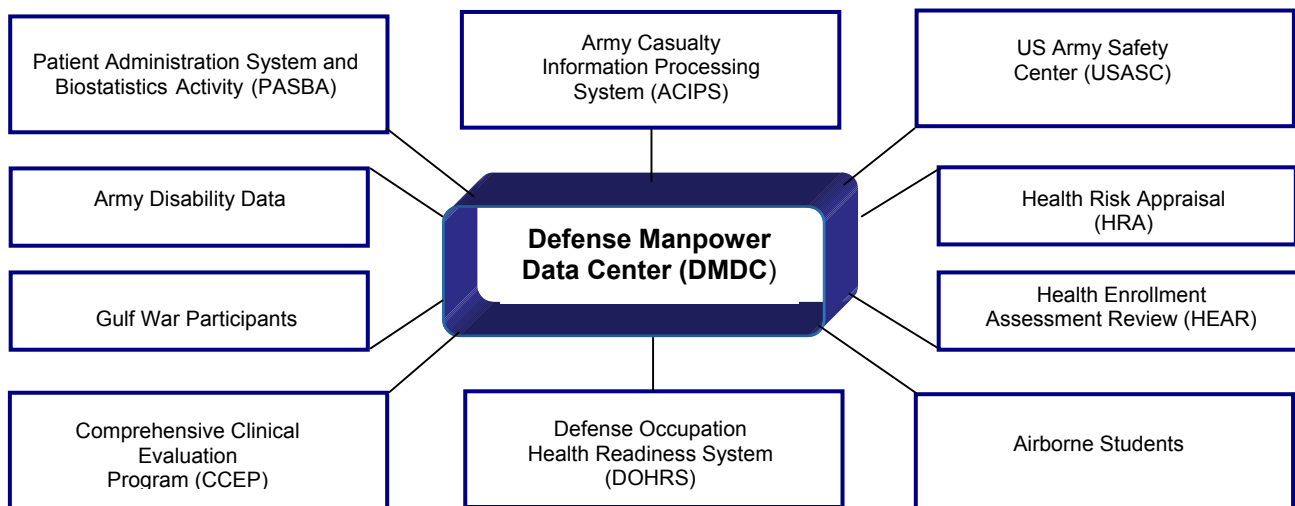 Patient Administration System and
Biostatistics Activity (PASBA)
Army Casualty
Information Processing
System (ACIPS)
US Army Safety
Center (USASC)
Army Disability Data
Health Risk Appraisal
(HRA)
Defense Manpower
Data Center (DMDC)
Gulf War Participants
Health Enrollment
Assessment Review (HEAR)
Comprehensive Clinical
Evaluation
Program (CCEP)
Defense Occupation
Health Readiness System
(DOHRS)
Airborne Students